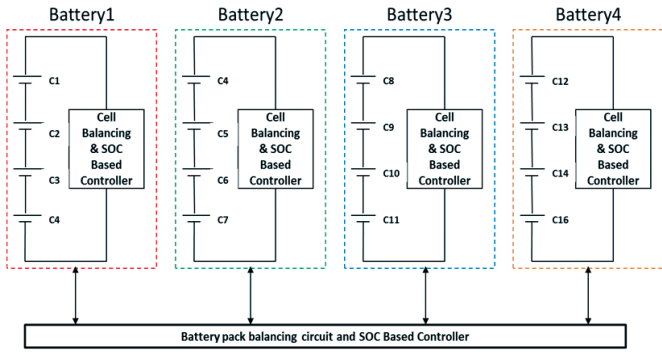 Battery1
Battery2
Battery3
Battery4
C1
C2
C3
C4
Cell
Balancing
& SOC
Based
Controller
C4
C5
C6
C7
Cell
Balancing
& SOC
Based
Controller
C8
C9
C10
C11
Cell
Balancing
& SOC
Based
Controller
C12
C13
C14
C16
Cell
Balancing
& SOC
Based
Controller
Battery pack balancing circuit and SOC Based Controller